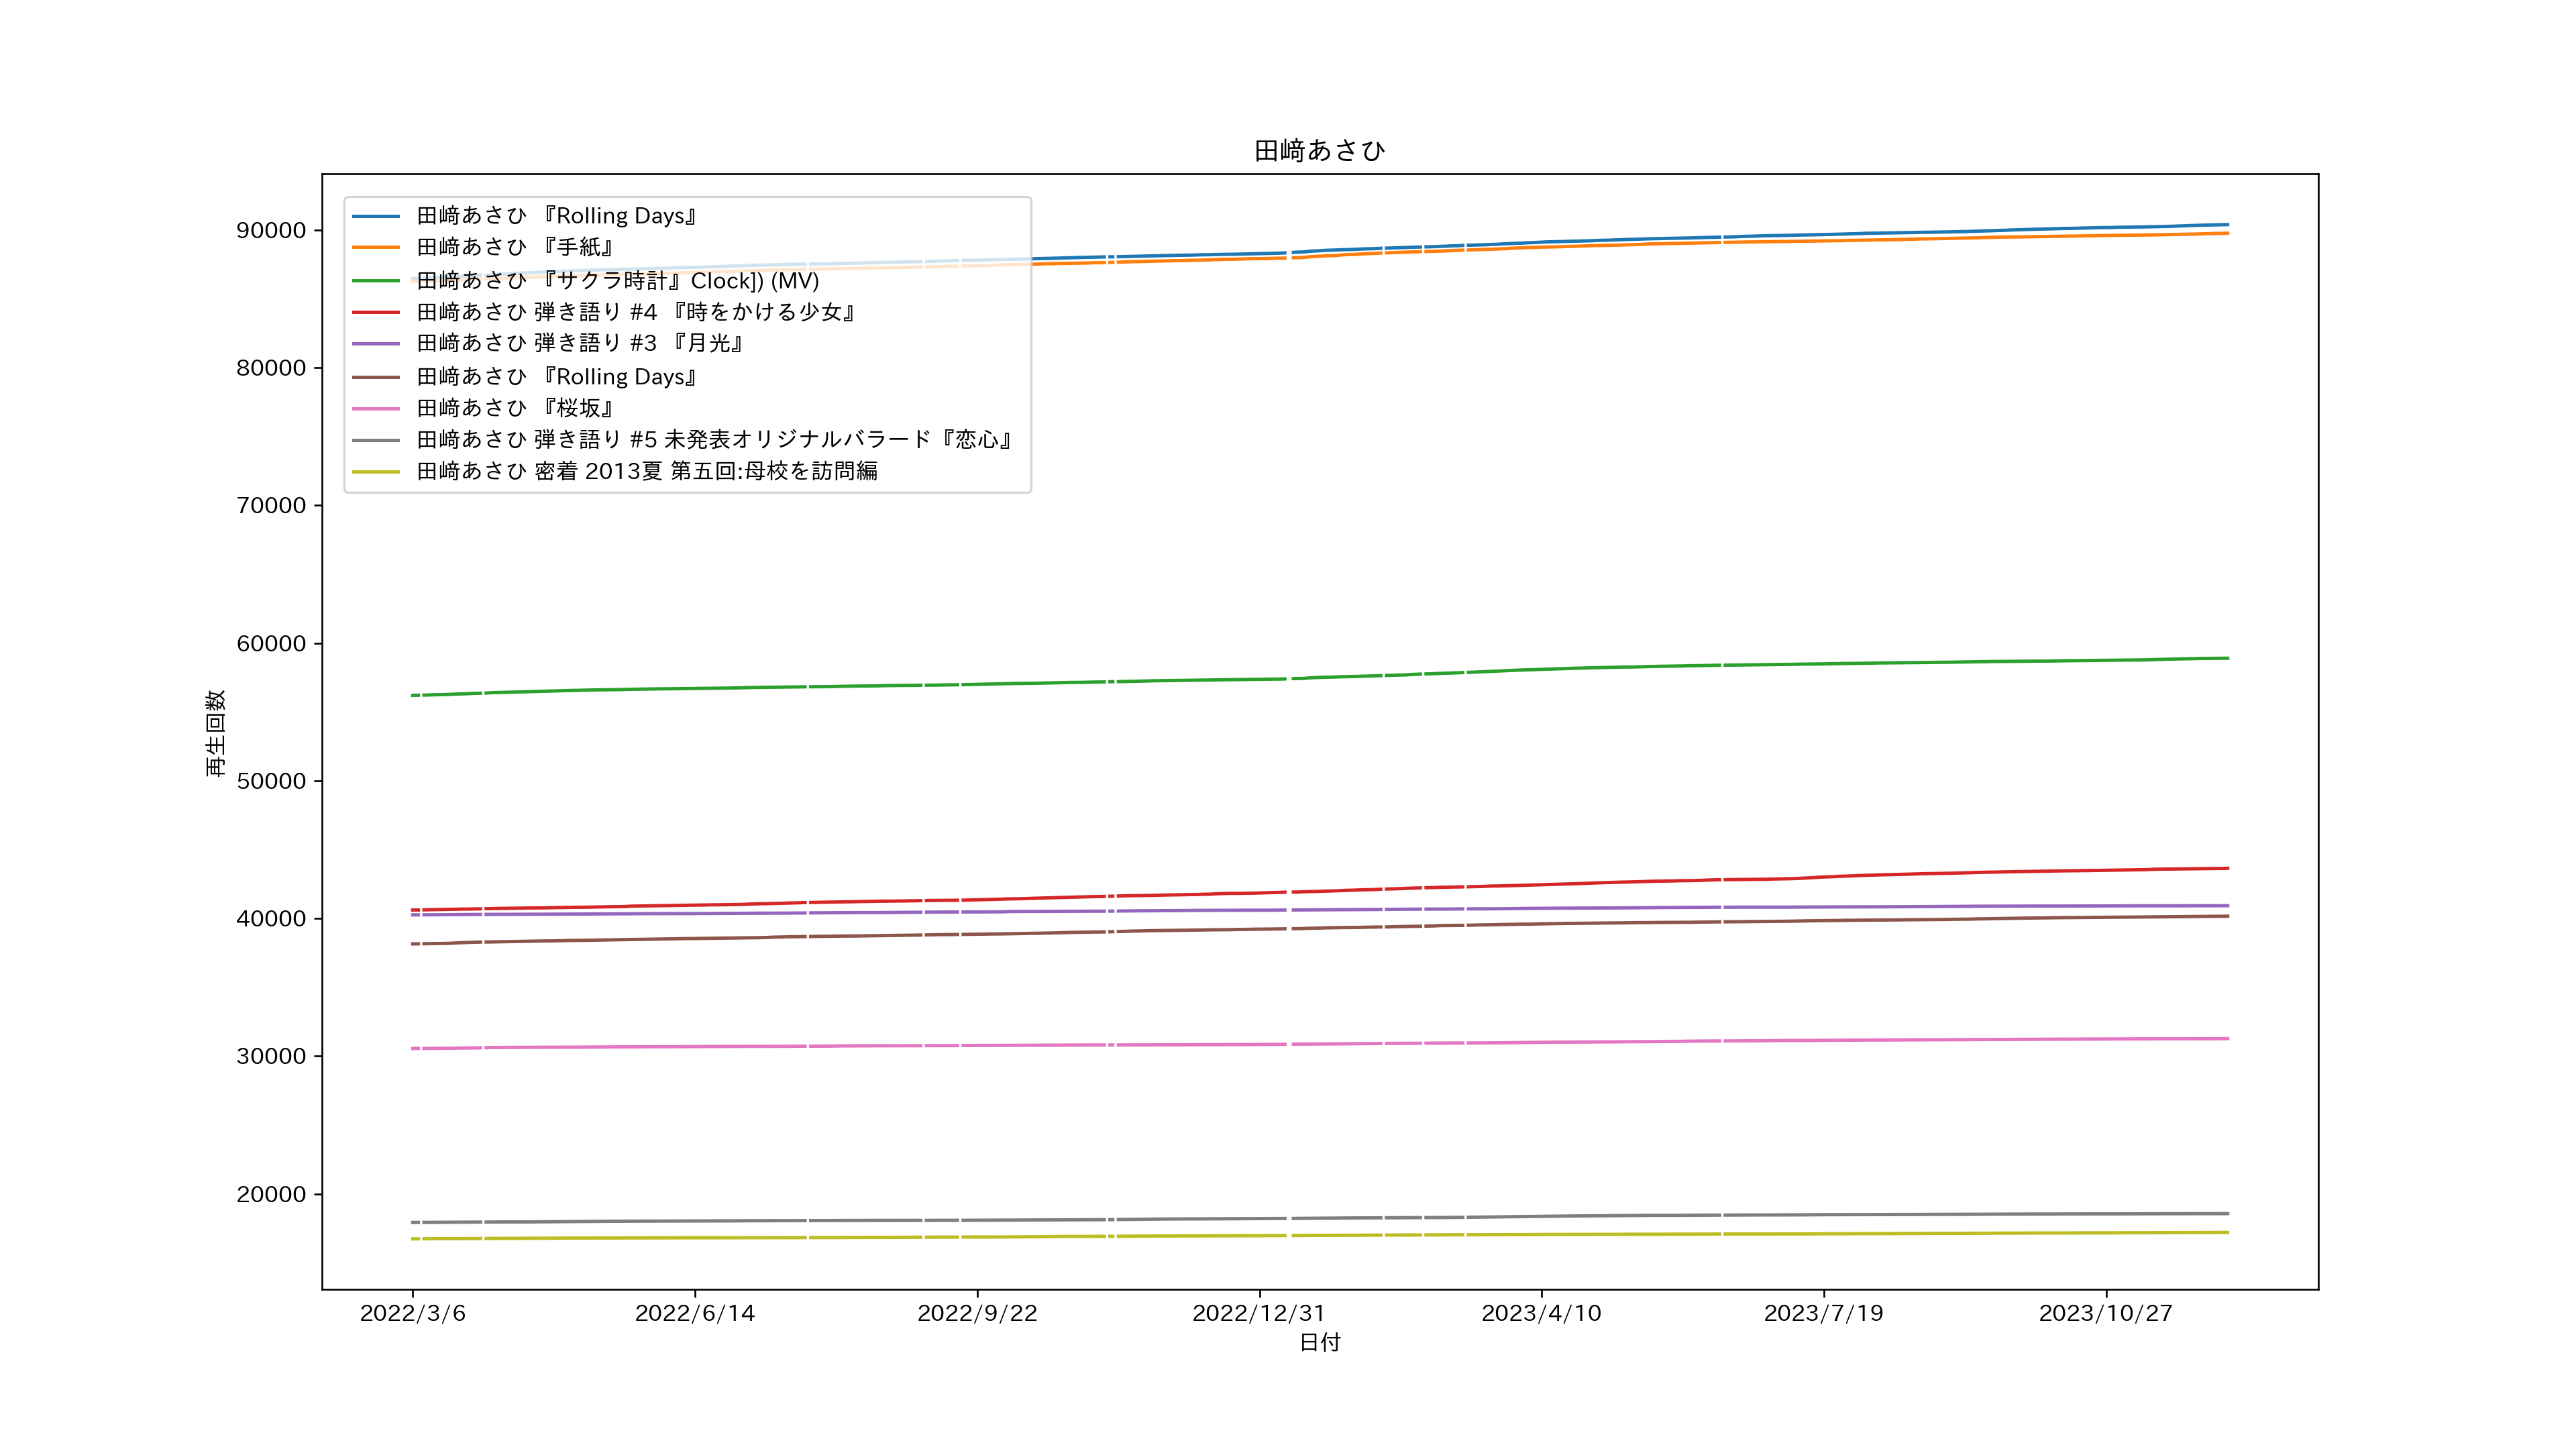 田﨑あさひ
田﨑あさひ 『Rolling Days』
田﨑あさひ 『手紙』
田﨑あさひ 『サクラ時計』Clock]) (MV)
田﨑あさひ 弾き語り #4 『時をかける少女』
田﨑あさひ 弾き語り #3 『月光』
田﨑あさひ 『Rolling Days』
田﨑あさひ 『桜坂』
田﨑あさひ 弾き語り #5 未発表オリジナルバラード『恋心』
田﨑あさひ 密着 2013夏 第五回:母校を訪問編
90000
80000
70000
60000
50000
40000
30000
20000
再生回数
2022/3/6
2022/6/14
2022/9/22
2022/12/31
2023/4/10
2023/7/19
2023/10/27
日付